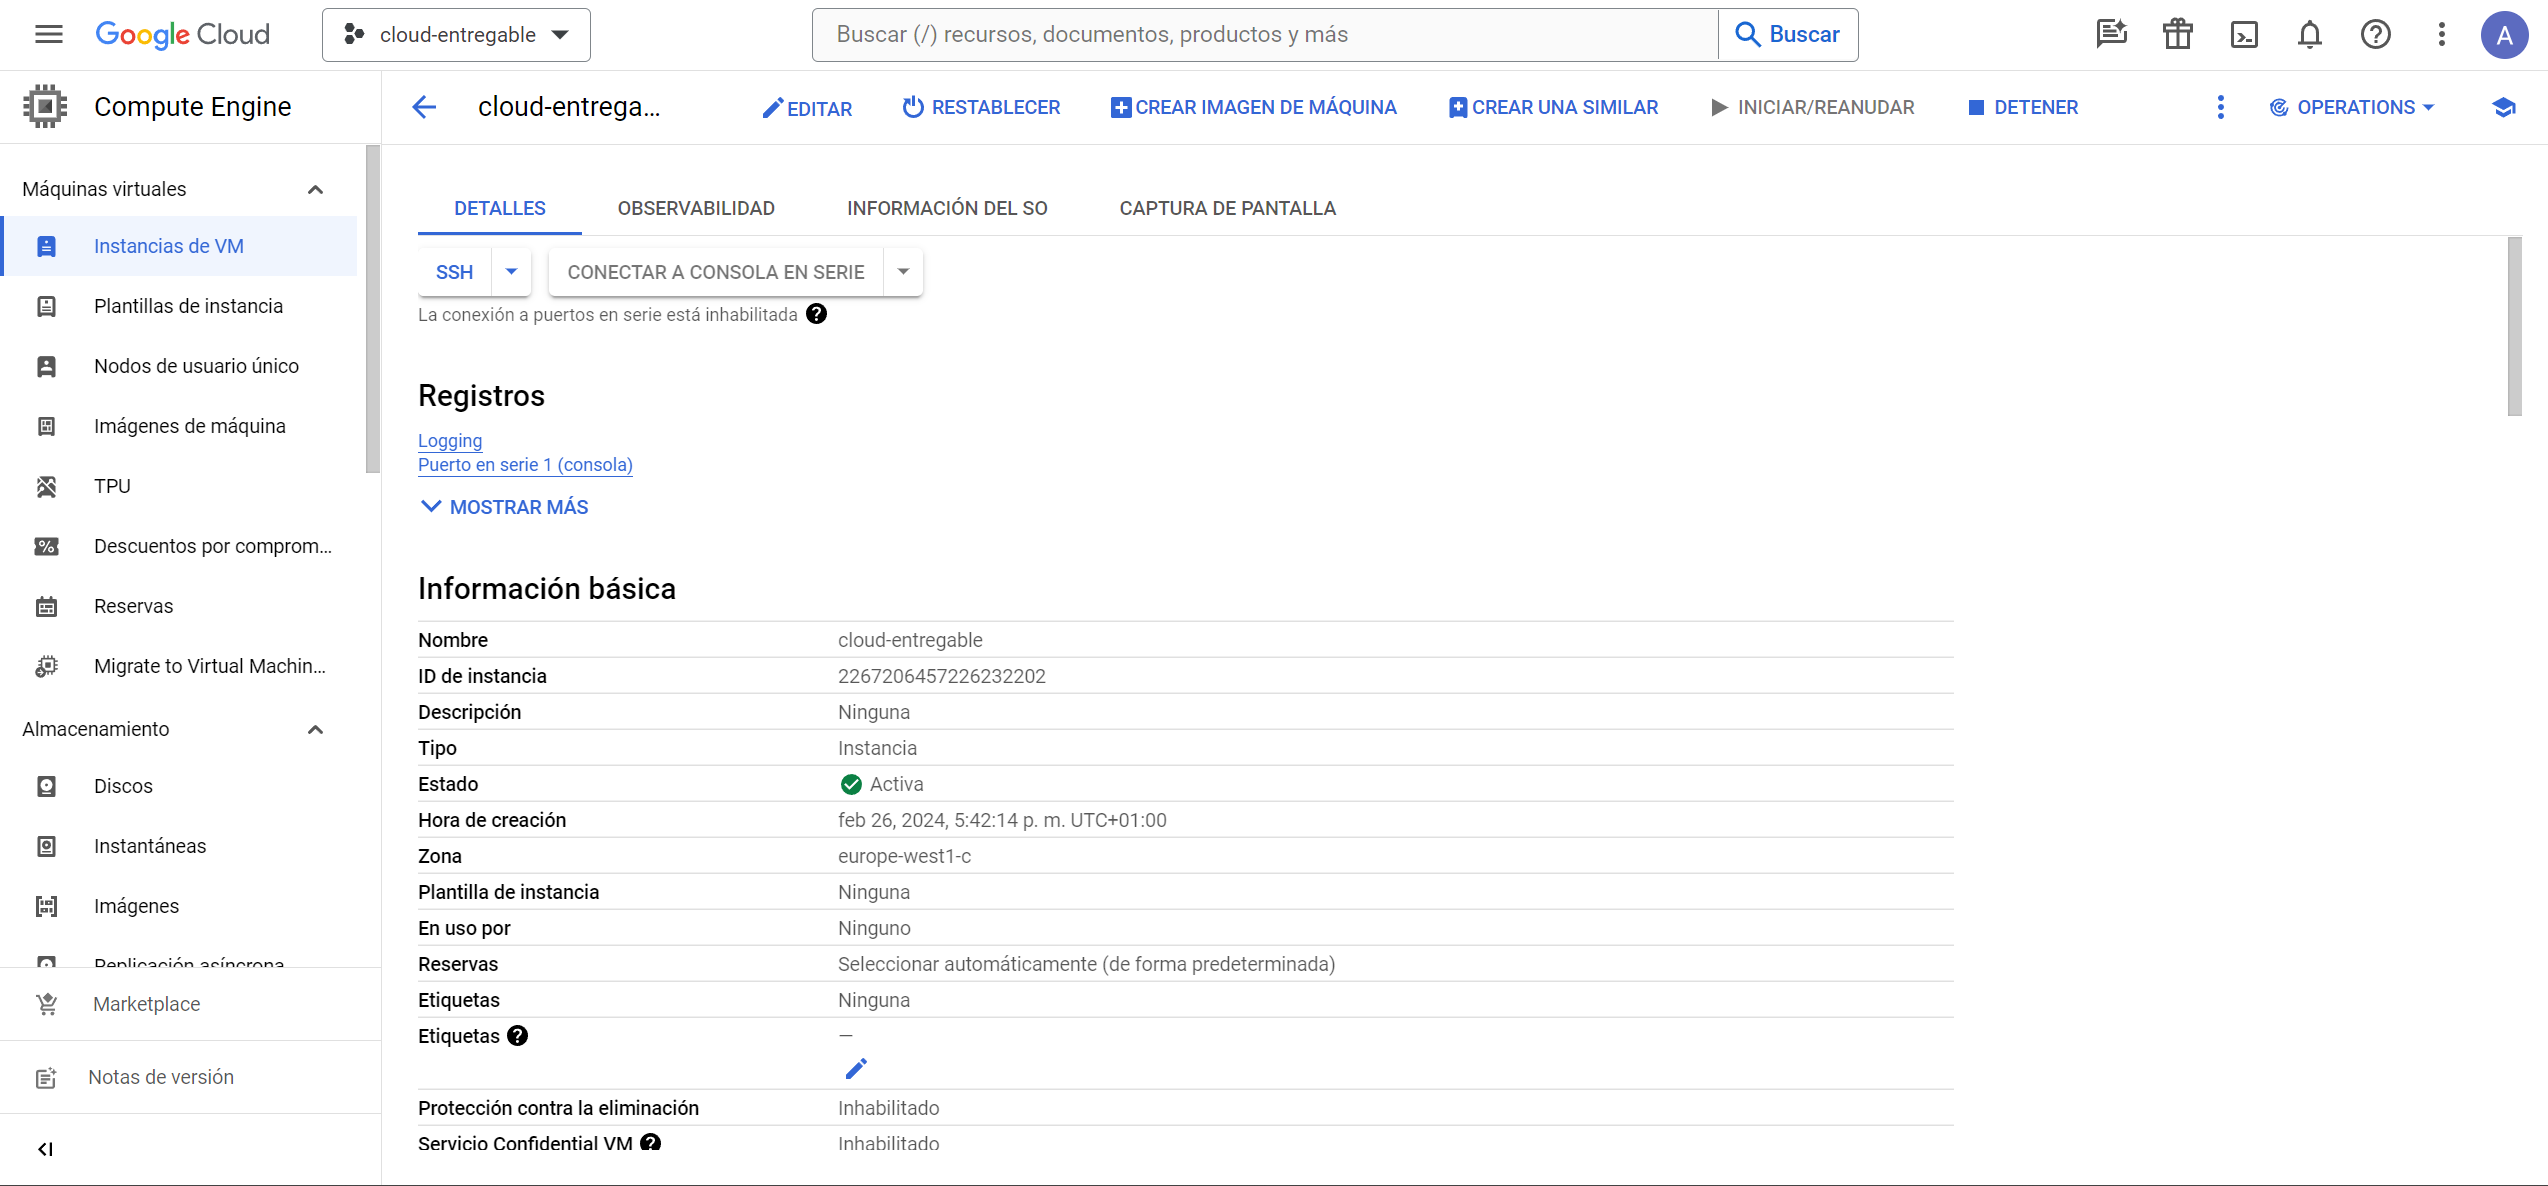 Google Cloud
cloud-entregable
Buscar (/) recursos, documentos, productos y más
Buscar
A
Compute Engine
cloud-entrega...
EDITAR
RESTABLECER
CREAR IMAGEN DE MÁQUINA
CREAR UNA SIMILAR
INICIAR/REANUDAR
DETENER
OPERATIONS
Máquinas virtuales
Instancias de VM
Plantillas de instancia
Nodos de usuario único
Imágenes de máquina
TPU
Descuentos por comprom...
Reservas
Migrate to Virtual Machin...
Almacenamiento
Discos
Instantáneas
Imágenes
Replicación asíncrona
Marketplace
Notas de versión
DETALLES
OBSERVABILIDAD
INFORMACIÓN DEL SO
CAPTURA DE PANTALLA
SSH
CONECTAR A CONSOLA EN SERIE
La conexión a puertos en serie está inhabilitada
Registros
Logging
Puerto en serie 1 (consola)
MOSTRAR MÁS
Información básica
Nombre cloud-entregable
ID de instancia 2267206457226232202
Descripción Ninguna
Tipo Instancia
Estado Activa
Hora de creación feb 26, 2024, 5:42:14 p. m. UTC+01:00
Zona europe-west1-c
Plantilla de instancia Ninguna
En uso por Ninguno
Reservas Seleccionar automáticamente (de forma predeterminada)
Etiquetas Ninguna
Etiquetas —
Protección contra la eliminación Inhabilitado
Servicio Confidential VM Inhabilitado